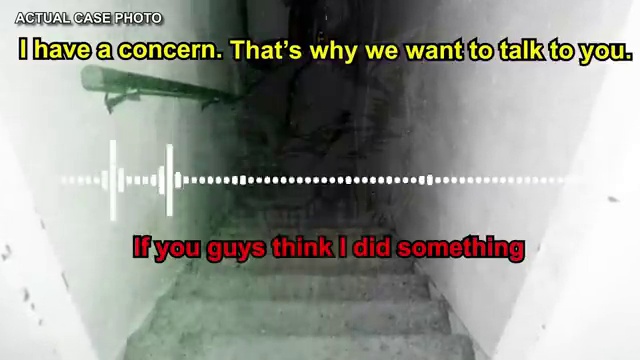 ACTUAL CASE PHOTO
I have a concern. That's why we want to talk to you.
If you guys think I did something